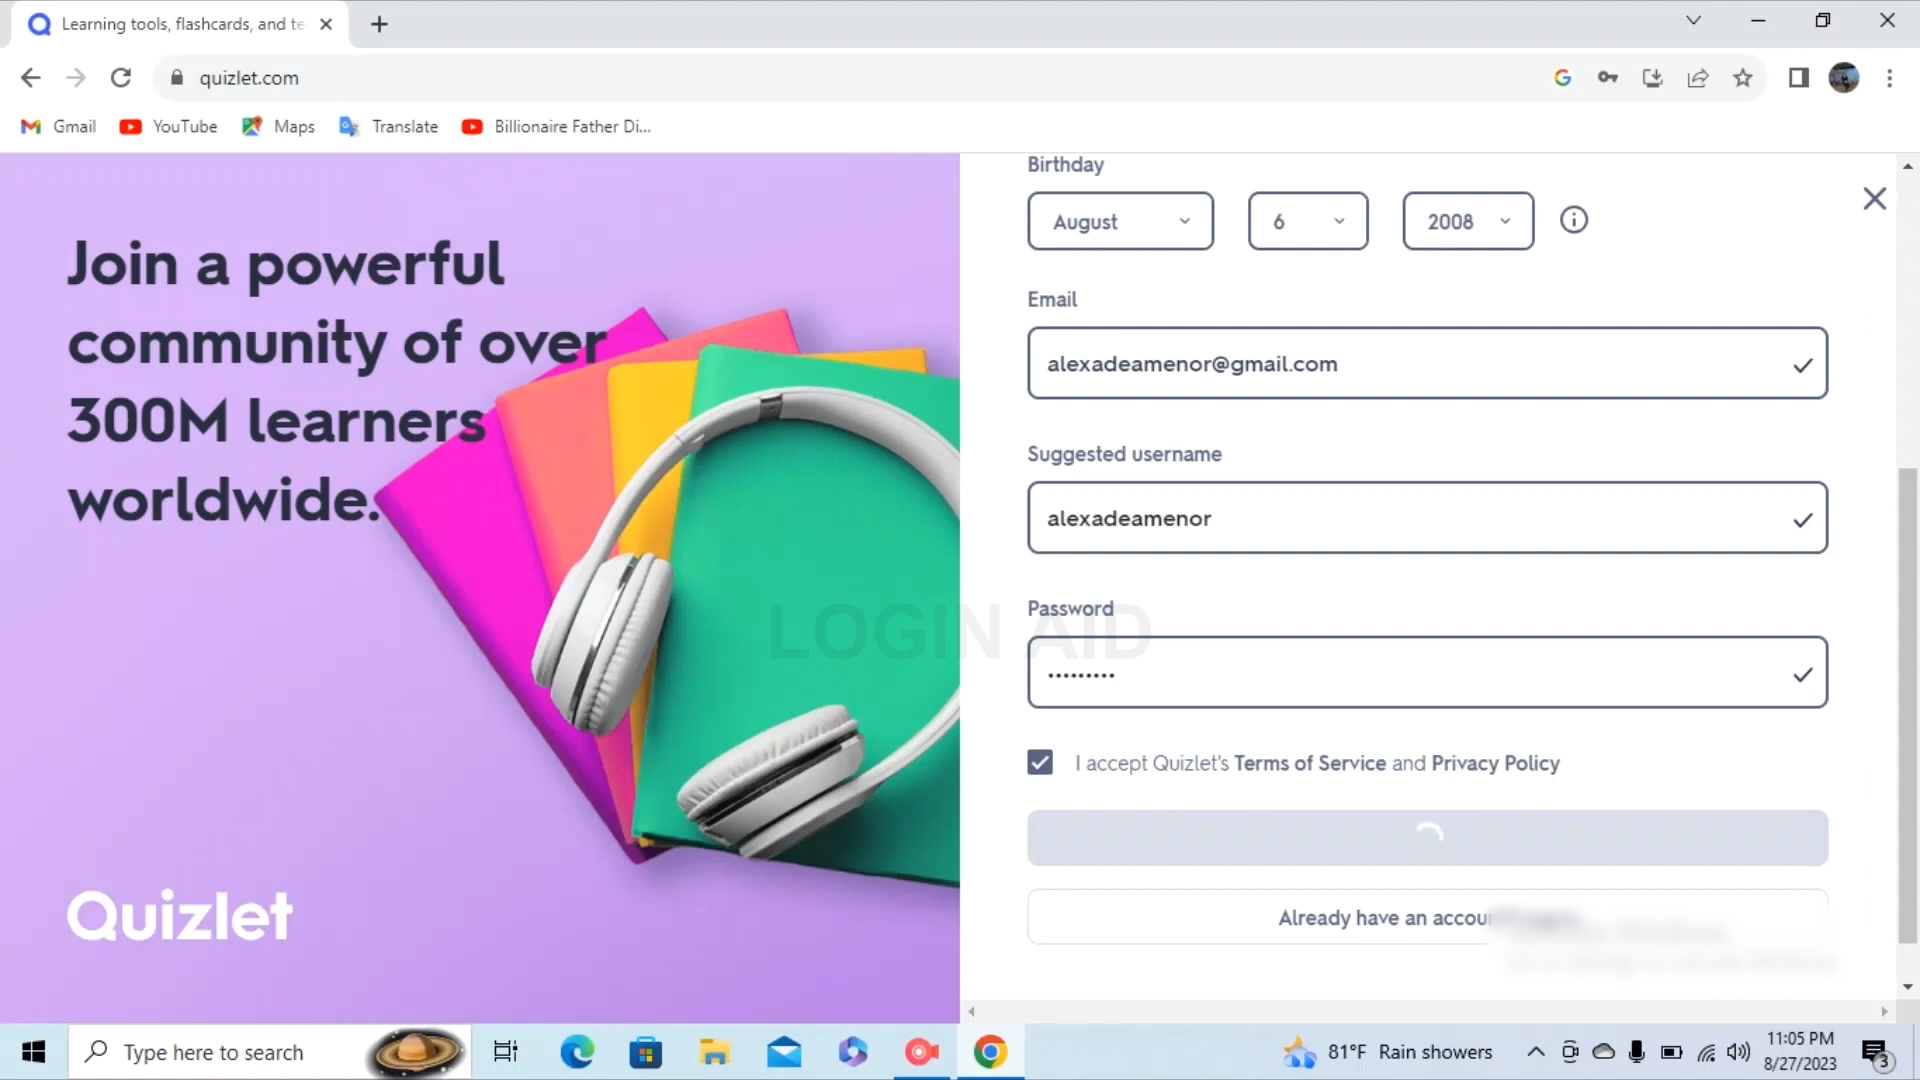 Learning tools, flashcards, and te
quizlet.com
Gmail
YouTube
Maps
Translate
Billionaire Father Di...
Join a powerful
community of over
300M learners
worldwide.
Quizlet
Birthday
August
6
2008
Email
alexadeamenor@gmail.com
Suggested username
alexadeamenor
Password
•••••••••
LOGIN AID
I accept Quizlet's Terms of Service and Privacy Policy
Already have an accou
Type here to search
81°F Rain showers
11:05 PM
8/27/2023
3